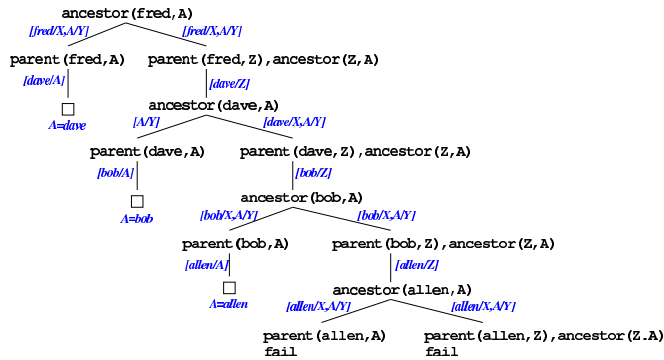 ancestor(fred,A)
[fred/X,A/Y] [fred/X,A/Y]
parent(fred,A) parent(fred,Z),ancestor(Z,A)
[dave/A] [dave/Z]
ancestor(dave,A)
A=dave [A/Y] [dave/X,A/Y]
parent(dave,A) parent(dave,Z),ancestor(Z,A)
[bob/A] [bob/Z]
ancestor(bob,A)
A=bob [bob/X,A/Y] [bob/X,A/Y]
parent(bob,A) parent(bob,Z),ancestor(Z,A)
[allen/A] [allen/Z]
ancestor(allen,A)
A=allen [allen/X,A/Y] [allen/X,A/Y]
parent(allen,A) parent(allen,Z),ancestor(Z.A)
fail fail